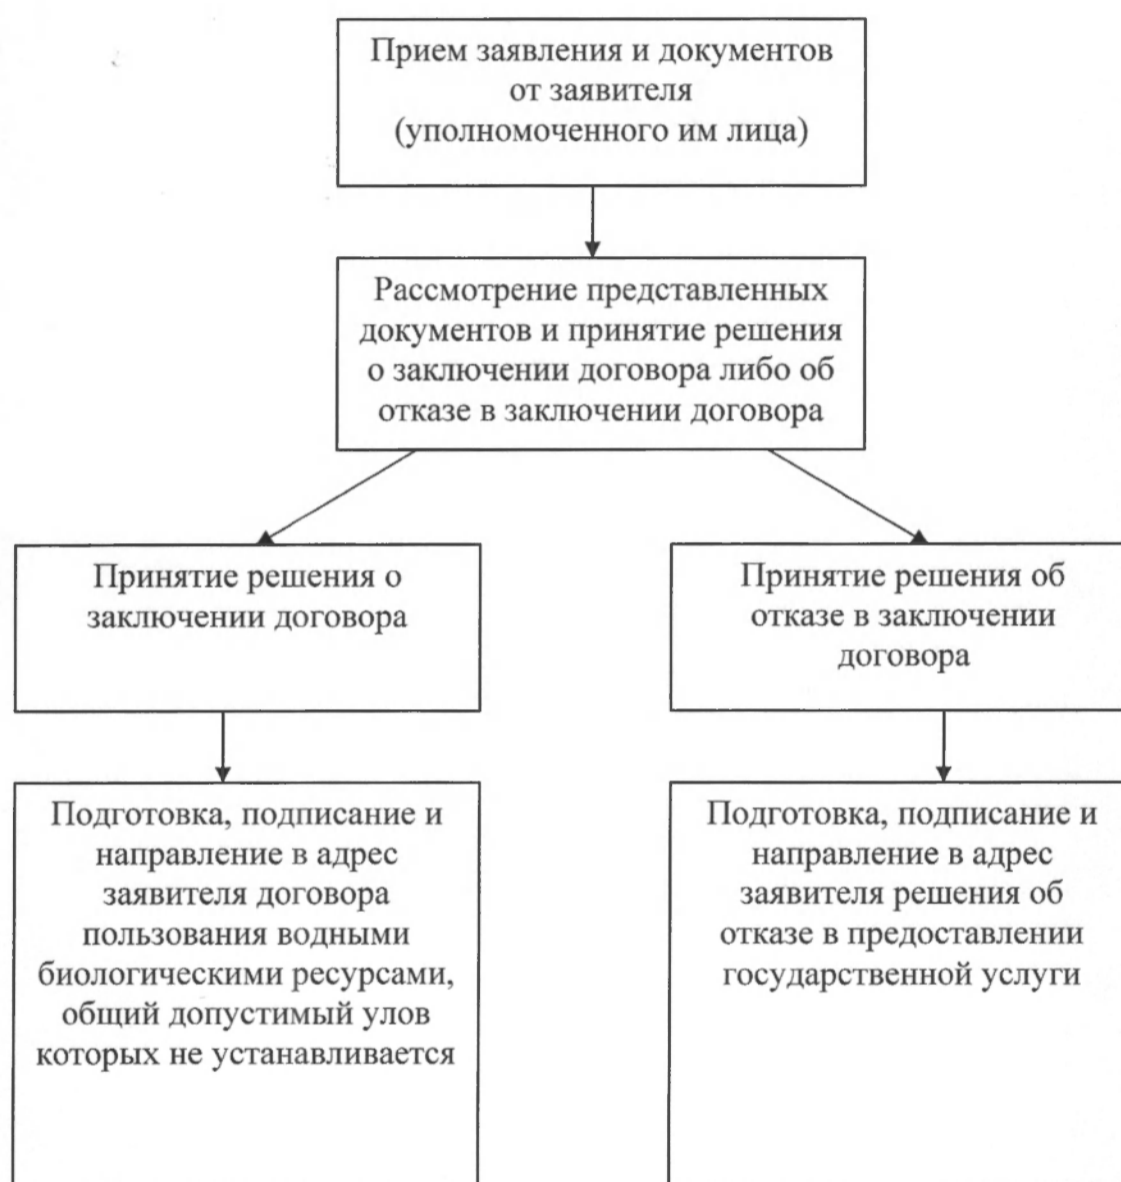 Прием заявления и документов
от заявителя
(уполномоченного им лица)
Рассмотрение представленных
документов и принятие решения
о заключении договора либо об
отказе в заключении договора
Принятие решения о
заключении договора
Принятие решения об
отказе в заключении
договора
Подготовка, подписание и
направление в адрес
заявителя договора
пользования водными
биологическими ресурсами,
общий допустимый улов
которых не устанавливается
Подготовка, подписание и
направление в адрес
заявителя решения об
отказе в предоставлении
государственной услуги